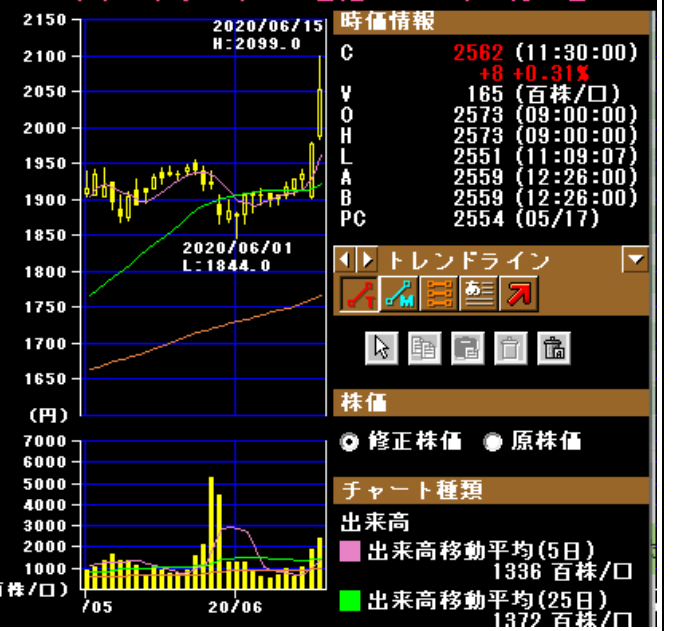 2150
2020/06/15
H:2099.0
2100
2050
2000
1950
1900
1850
2020/06/01
L:1844.0
1800
1750
1700
1650
(円)
7000
6000
5000
4000
3000
2000
1000
百株/口)
/05
20/06
時価情報
C 2562 (11:30:00)
+8 +0.31%
V 165 (百株/口)
O 2573 (09:00:00)
H 2573 (09:00:00)
L 2551 (11:09:07)
A 2559 (12:26:00)
B 2559 (12:26:00)
PC 2554 (05/17)
トレンドライン
T M あ
株価
修正株価 原株価
チャート種類
出来高
出来高移動平均(5日)
1336 百株/口
出来高移動平均(25日)
1372 百株/口